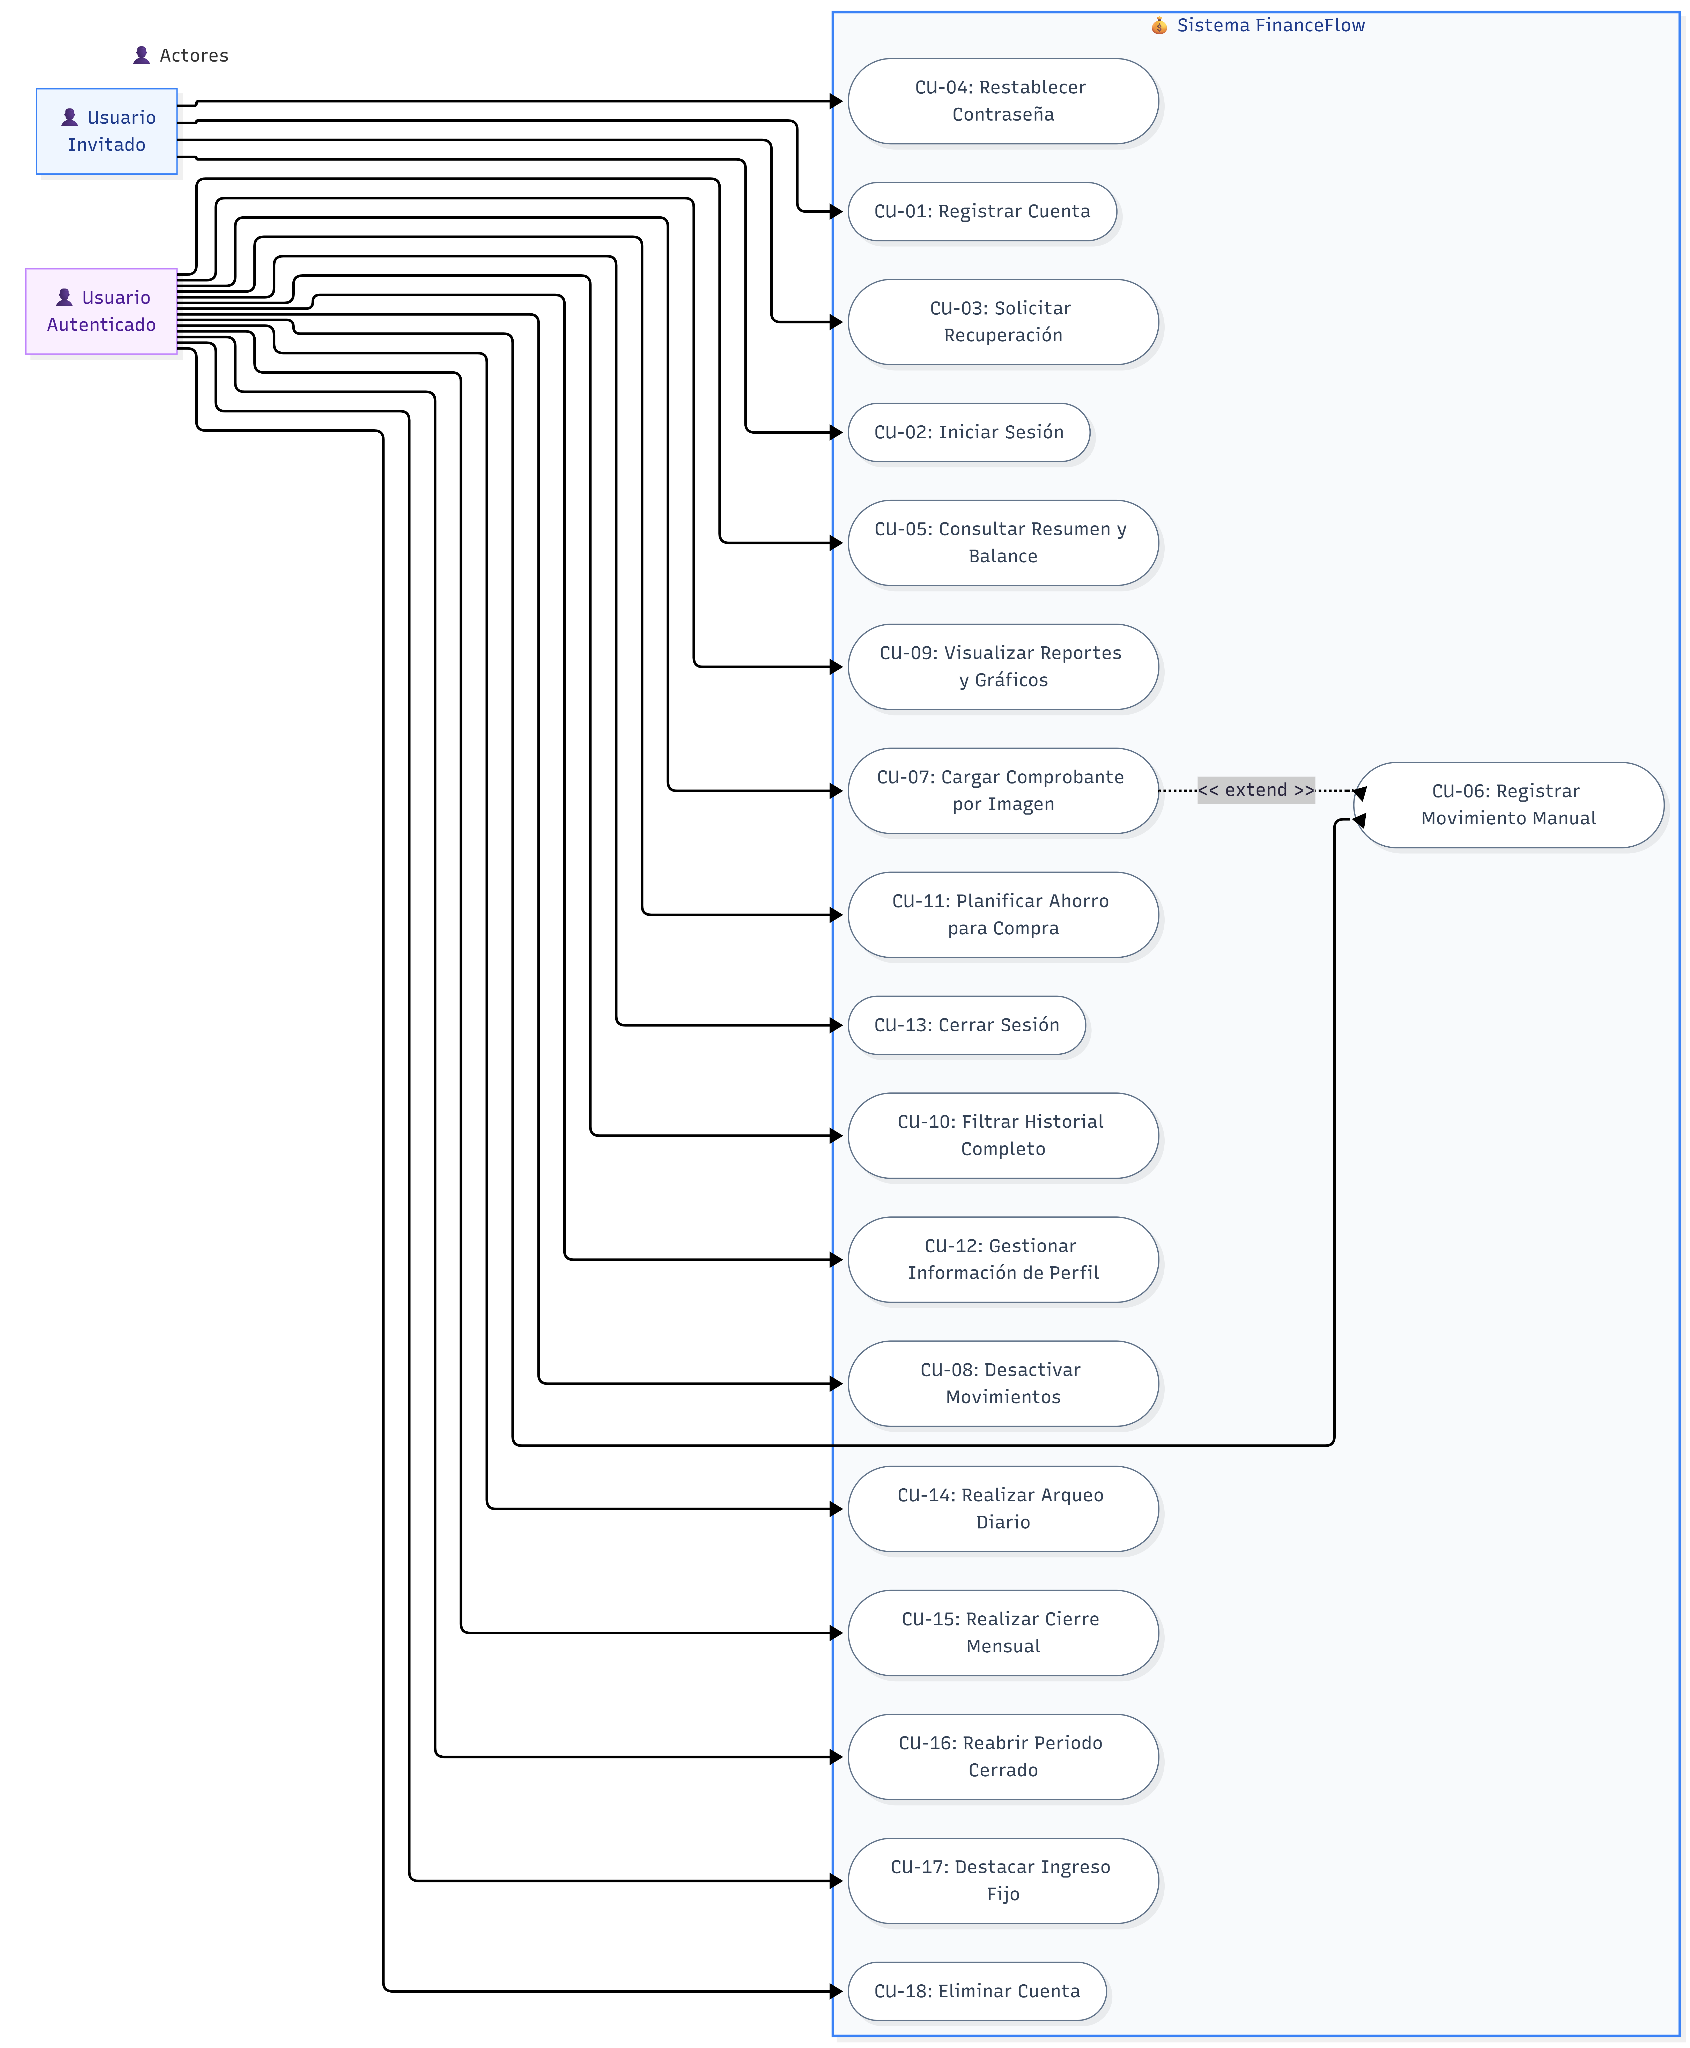 Sistema FinanceFlow
Actores
Usuario
Invitado
Usuario
Autenticado
CU-04: Restablecer
Contraseña
CU-01: Registrar Cuenta
CU-03: Solicitar
Recuperación
CU-02: Iniciar Sesión
CU-05: Consultar Resumen y
Balance
CU-09: Visualizar Reportes
y Gráficos
CU-07: Cargar Comprobante
por Imagen
<< extend >>
CU-06: Registrar
Movimiento Manual
CU-11: Planificar Ahorro
para Compra
CU-13: Cerrar Sesión
CU-10: Filtrar Historial
Completo
CU-12: Gestionar
Información de Perfil
CU-08: Desactivar
Movimientos
CU-14: Realizar Arqueo
Diario
CU-15: Realizar Cierre
Mensual
CU-16: Reabrir Periodo
Cerrado
CU-17: Destacar Ingreso
Fijo
CU-18: Eliminar Cuenta